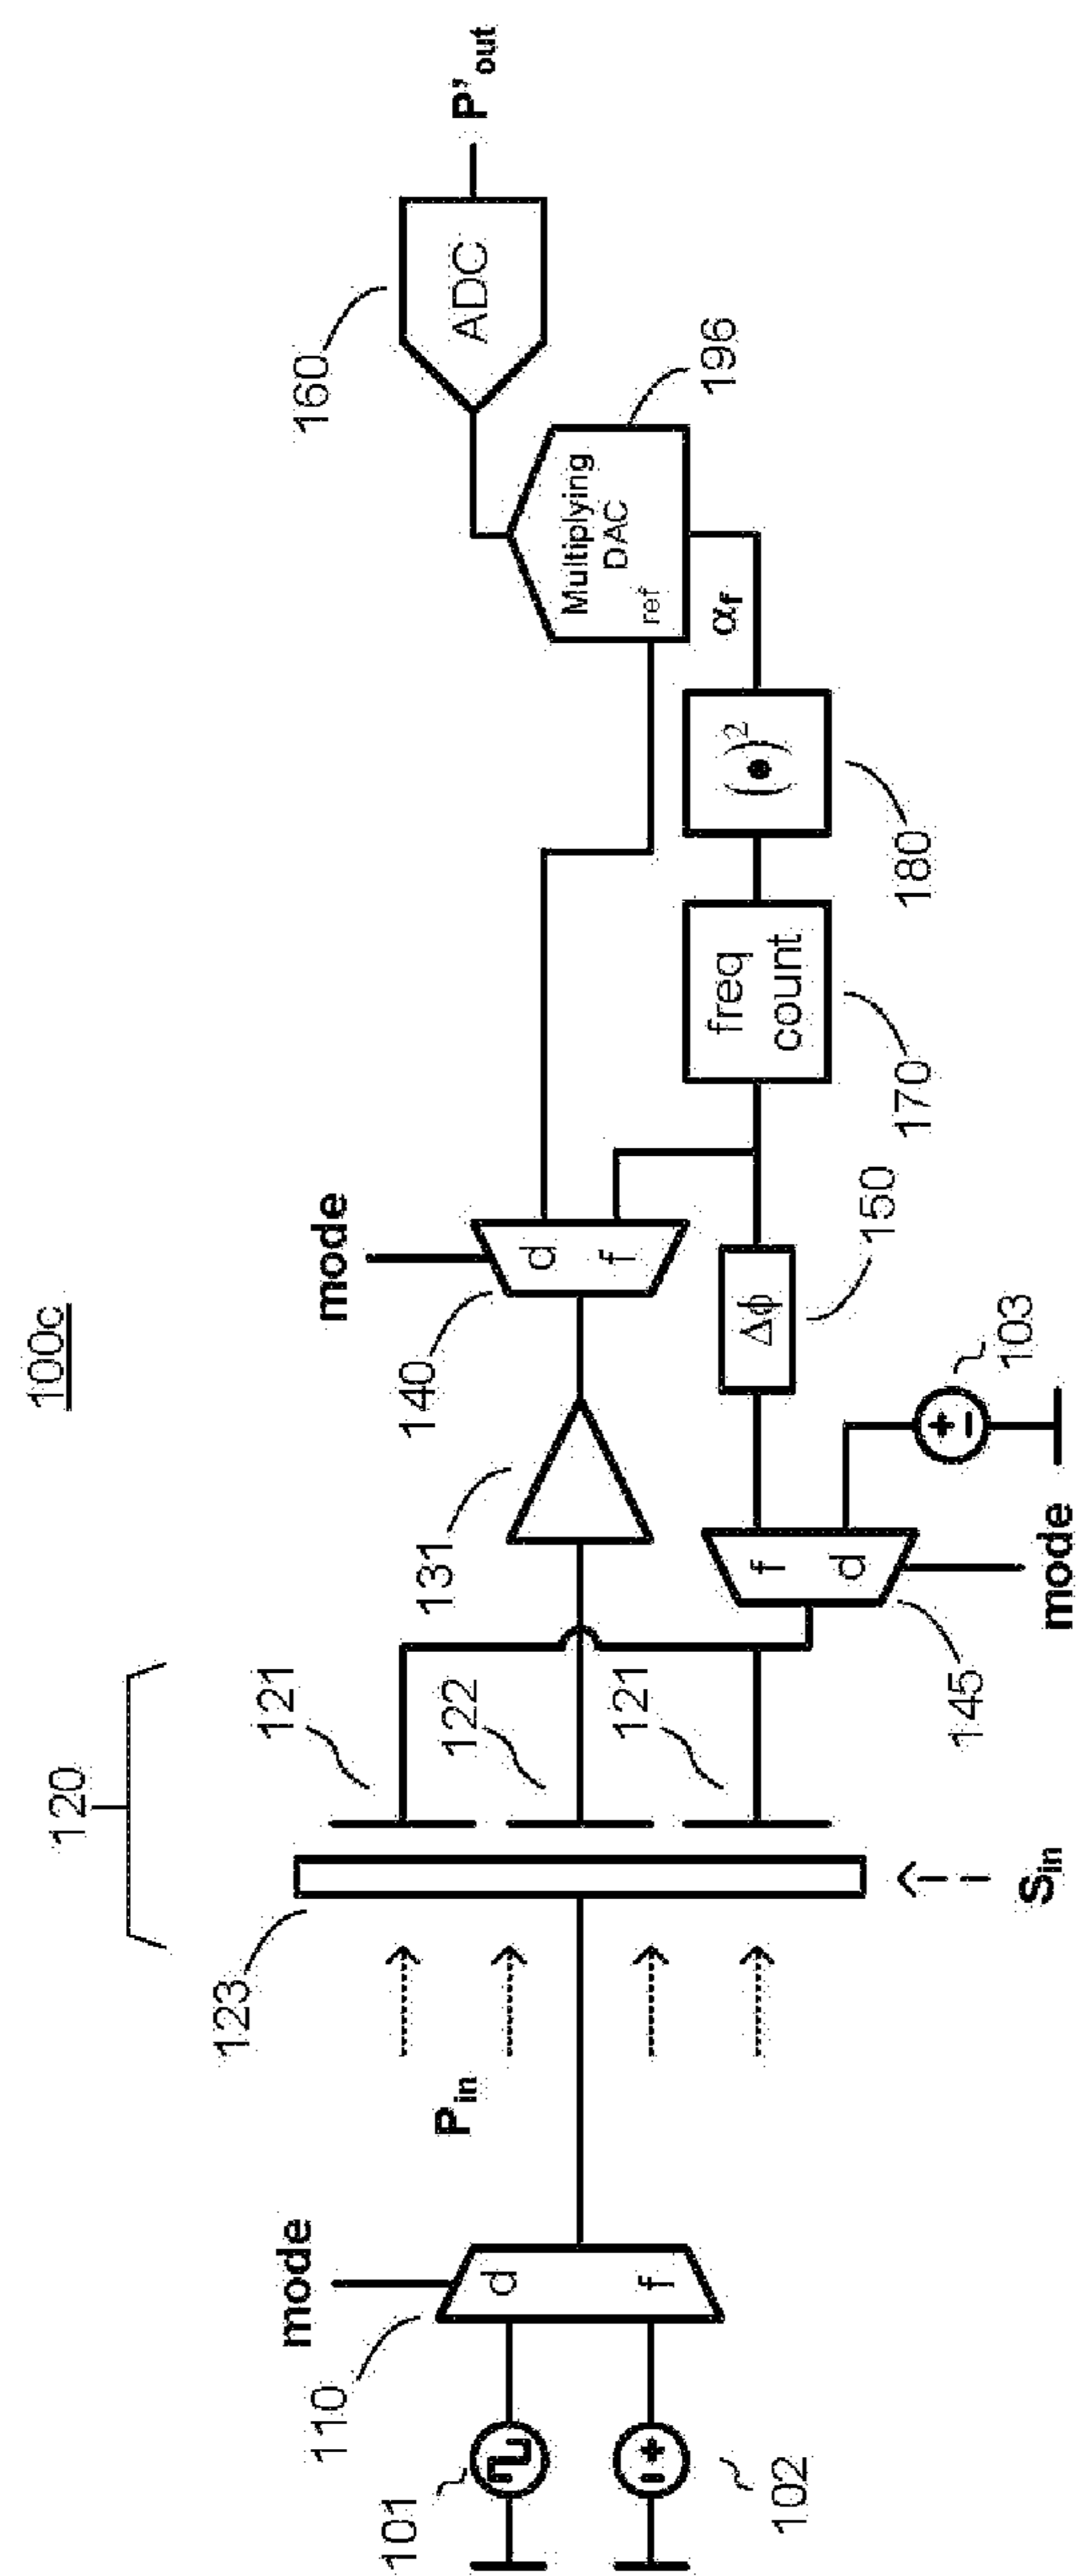 100c
120
mode
mode
160
ADC
P'out
101
110
d
f
102
Pin
123
121
122
121
Sin
131
140
d
f
145
f
d
mode
103
150
Δϕ
170
freq
count
180
(•)²
αf
Multiplying
DAC
ref
196